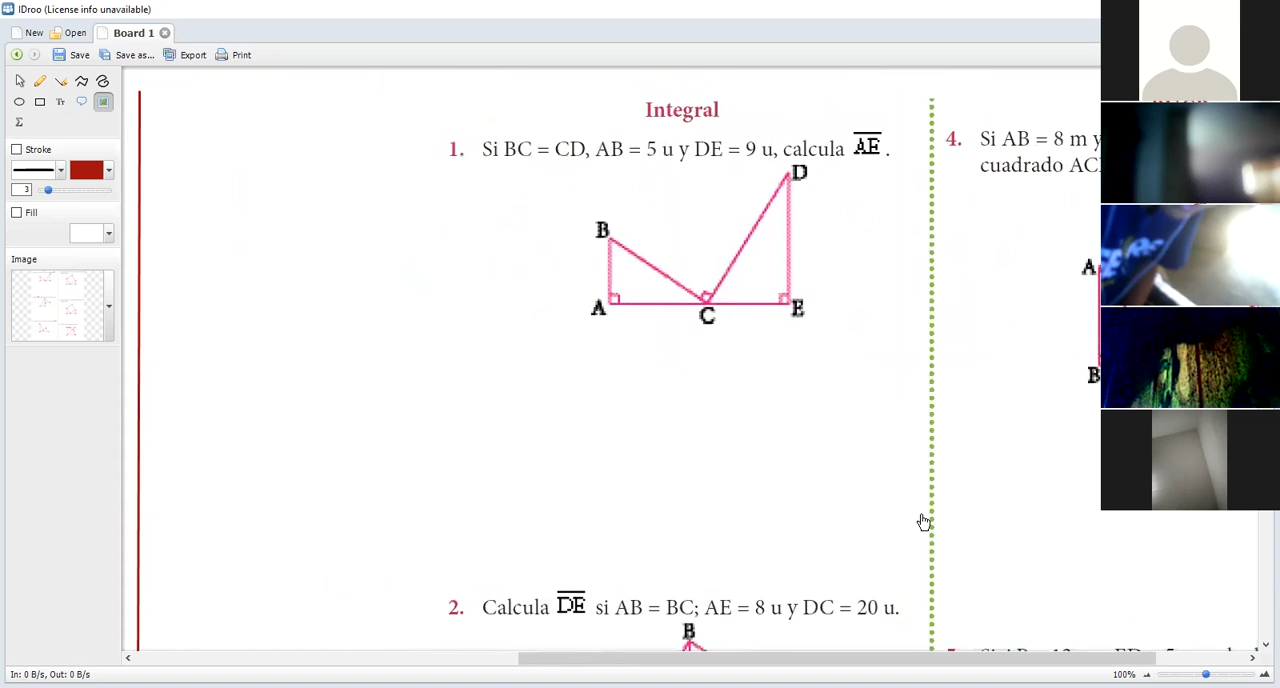 IDroo (License info unavailable)
New Open Board 1
Save Save as... Export Print
Tr
Σ
Stroke
3
Fill
Image
Integral
1. Si BC = CD, AB = 5 u y DE = 9 u, calcula AE .
D
B
A
C
E
2. Calcula DE si AB = BC; AE = 8 u y DC = 20 u.
B
4. Si AB = 8 m y
cuadrado AC
A
B
In: 0 B/s, Out: 0 B/s
100%